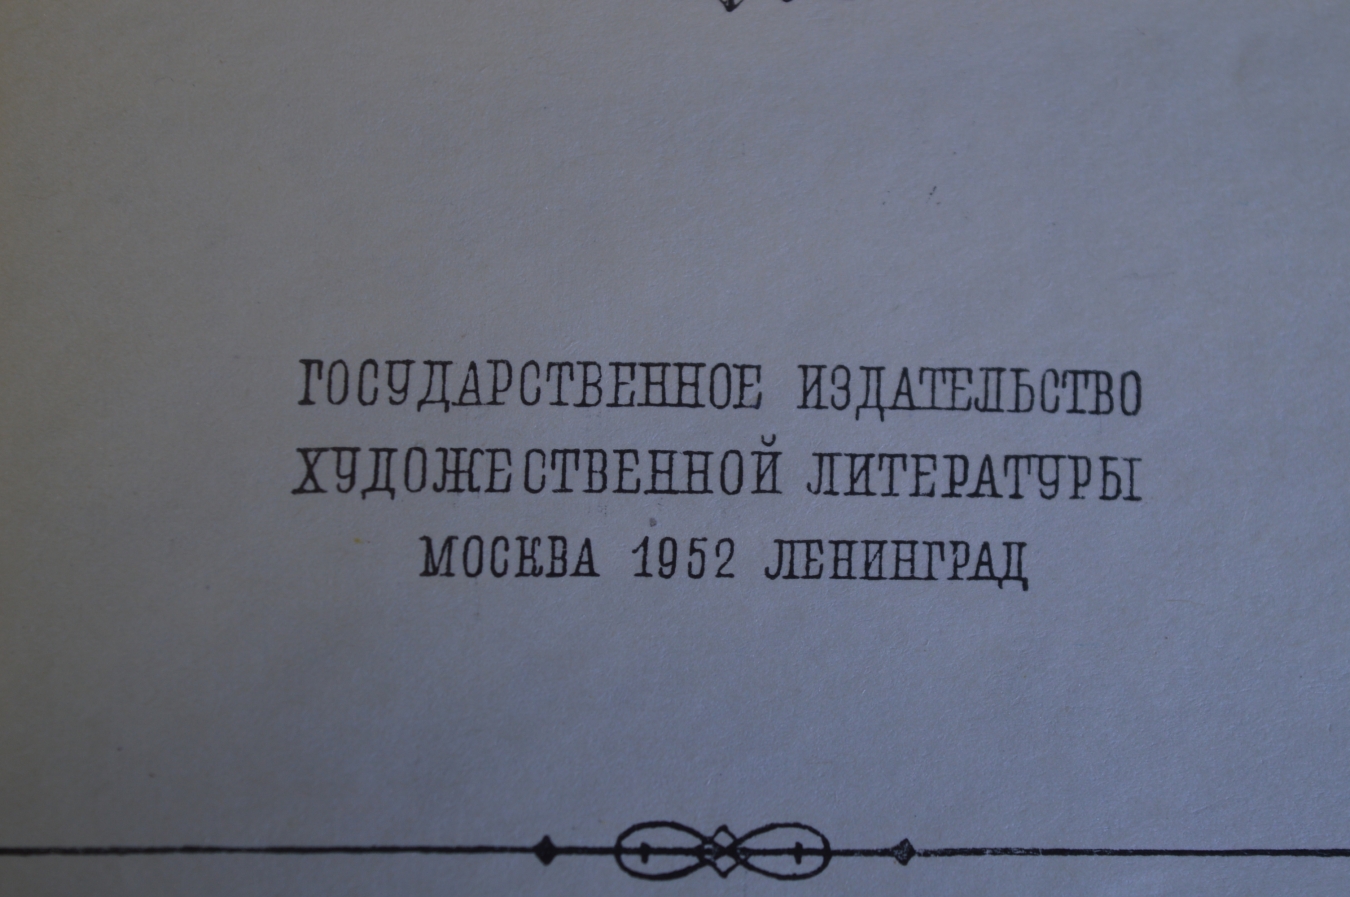 ГОСУДАРСТВЕННОЕ ИЗДАТЕЛЬСТВО
ХУДОЖЕСТВЕННОЙ ЛИТЕРАТУРЫ
МОСКВА 1952 ЛЕНИНГРАД